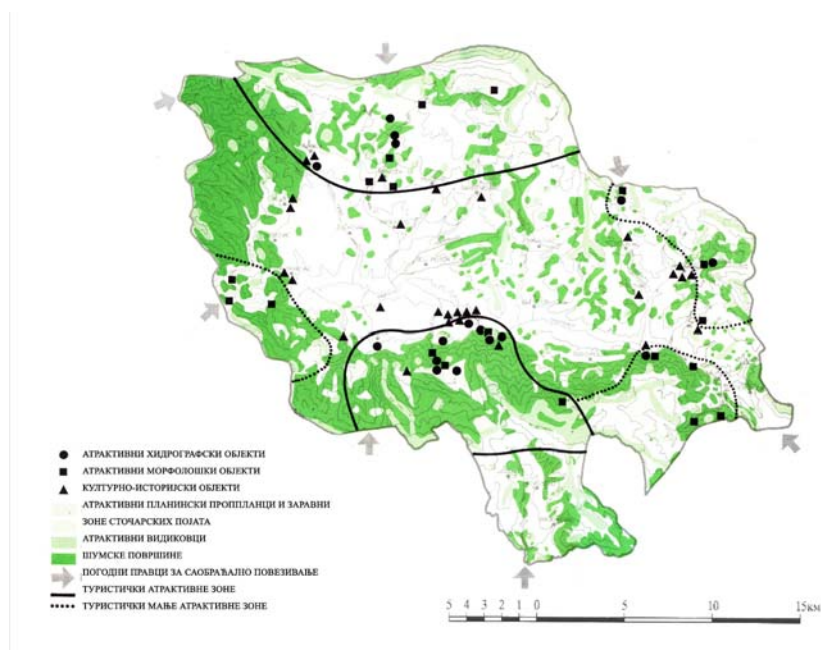 АТРАКТИВНИ ХИДРОГРАФСКИ ОБЈЕКТИ
АТРАКТИВНИ МОРФОЛОШКИ ОБЈЕКТИ
КУЛТУРНО-ИСТОРИЈСКИ ОБЈЕКТИ
АТРАКТИВНИ ПЛАНИНСКИ ПРОППЛАНЦИ И ЗАРАВНИ
ЗОНЕ СТОЧАРСКИХ ПОЈАТА
АТРАКТИВНИ ВИДИКОВЦИ
ШУМСКЕ ПОВРШИНЕ
ПОГОДНИ ПРАВЦИ ЗА САОБРАЋАЈНО ПОВЕЗИВАЊЕ
ТУРИСТИЧКИ АТРАКТИВНЕ ЗОНЕ
ТУРИСТИЧКИ МАЊЕ АТРАКТИВНЕ ЗОНЕ
5 4 3 2 1 0 5 10 15КМ